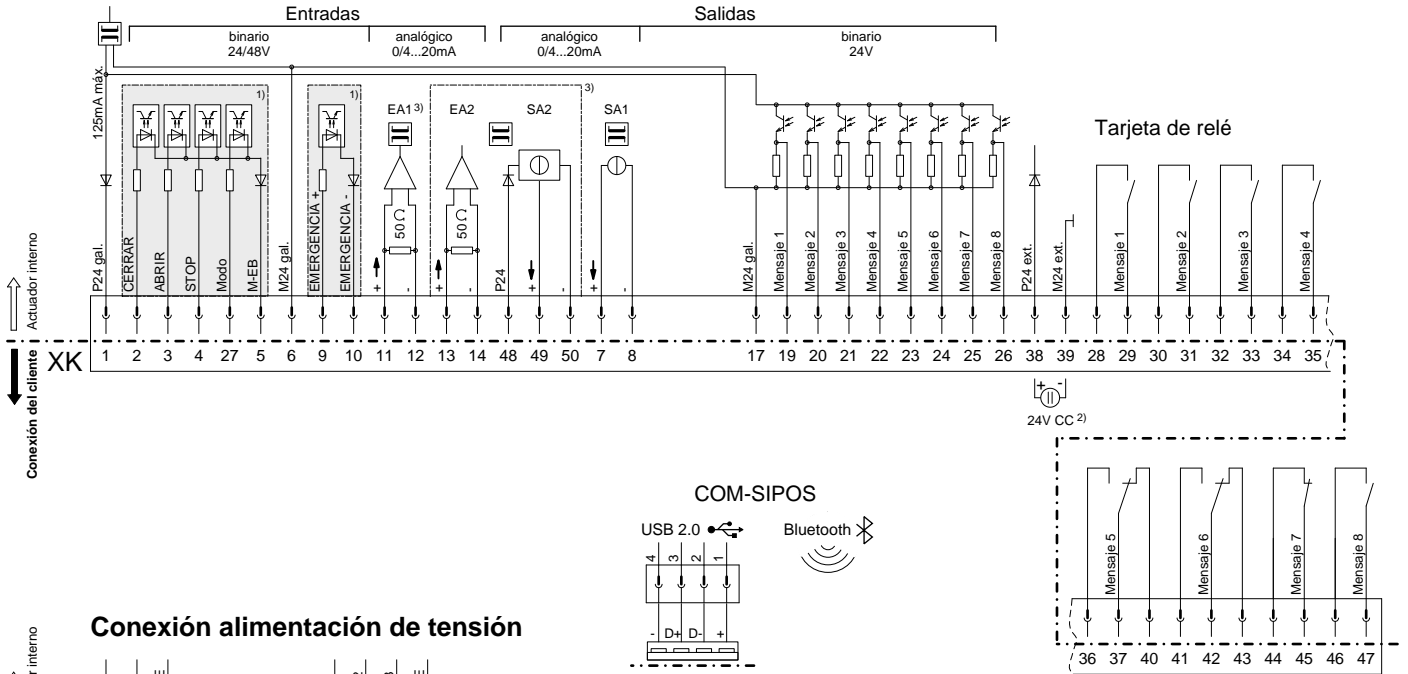 Entradas
Salidas
binario
24/48V
analógico
0/4...20mA
analógico
0/4...20mA
binario
24V
125mA máx.
1)
1)
EA1 3)
EA2
SA2
3)
SA1
Tarjeta de relé
50 Ω
50 Ω
P24 gal.
CERRAR
ABRIR
STOP
Modo
M-EB
M24 gal.
EMERGENCIA +
EMERGENCIA -
+
-
+
-
P24
+
-
+
-
M24 gal.
Mensaje 1
Mensaje 2
Mensaje 3
Mensaje 4
Mensaje 5
Mensaje 6
Mensaje 7
Mensaje 8
P24 ext.
M24 ext.
Mensaje 1
Mensaje 2
Mensaje 3
Mensaje 4
Actuador interno
Conexión del cliente
XK
1 2 3 4 27 5 6 9 10 11 12 13 14 48 49 50 7 8 17 19 20 21 22 23 24 25 26 38 39 28 29 30 31 32 33 34 35
+ -
24V CC 2)
COM-SIPOS
USB 2.0
Bluetooth
4 3 2 1
- D+ D- +
Mensaje 5
Mensaje 6
Mensaje 7
Mensaje 8
36 37 40 41 42 43 44 45 46 47
Conexión alimentación de tensión
interno